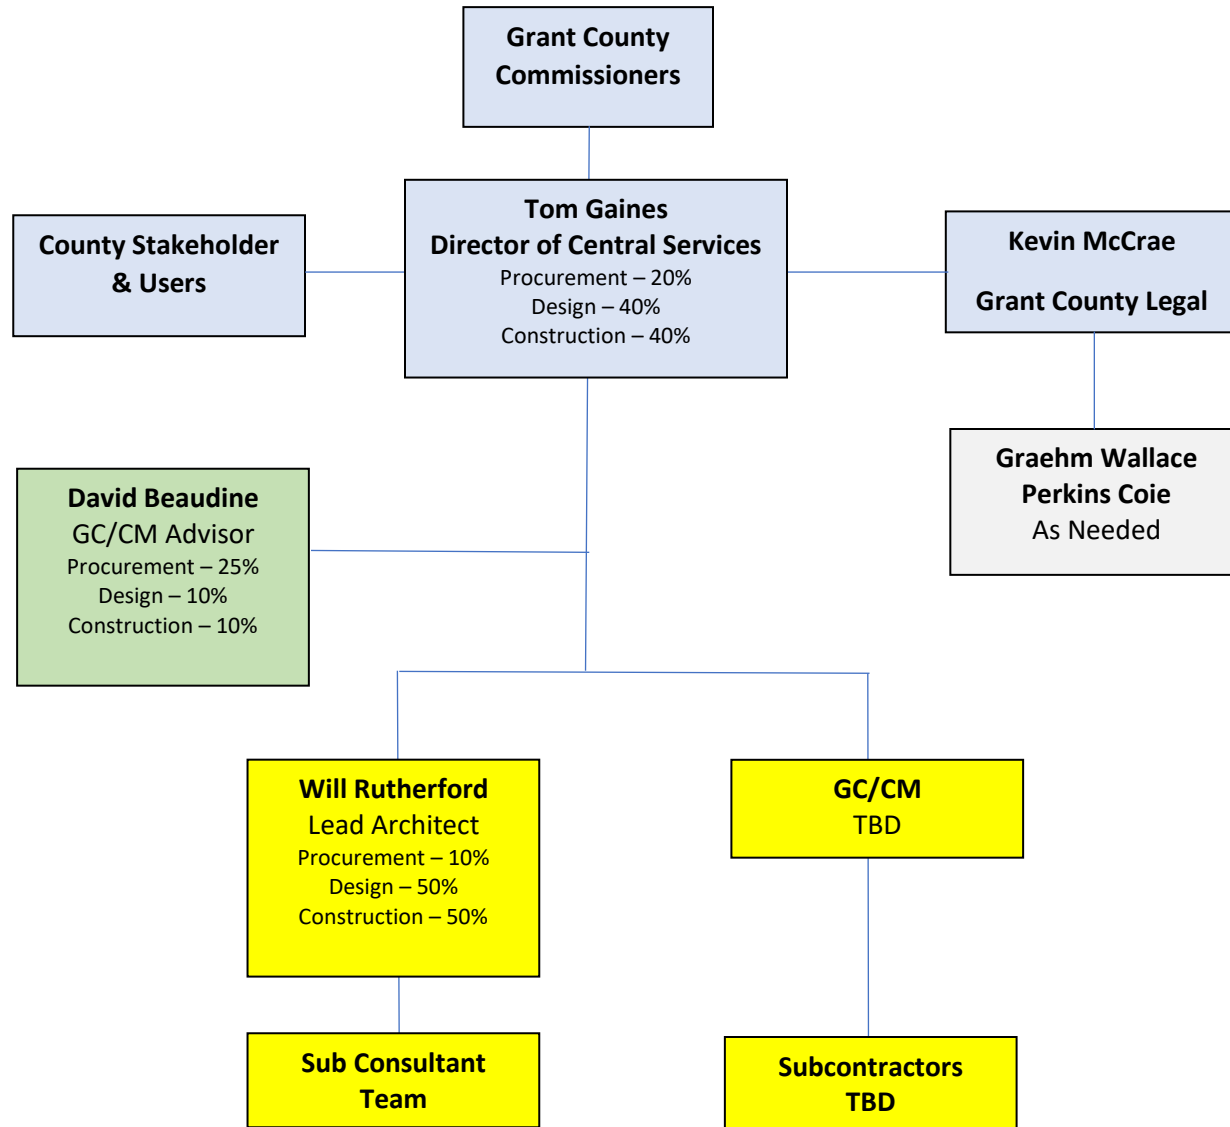 Grant County
Commissioners
Tom Gaines
Director of Central Services
Procurement – 20%
Design – 40%
Construction – 40%
County Stakeholder
& Users
Kevin McCrae
Grant County Legal
Graehm Wallace
Perkins Coie
As Needed
David Beaudine
GC/CM Advisor
Procurement – 25%
Design – 10%
Construction – 10%
Will Rutherford
Lead Architect
Procurement – 10%
Design – 50%
Construction – 50%
GC/CM
TBD
Sub Consultant
Team
Subcontractors
TBD